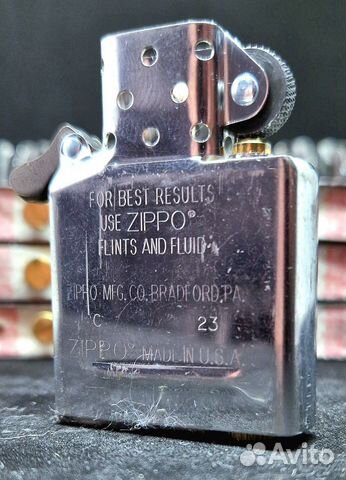 FOR BEST RESULTS
USE ZIPPO®
FLINTS AND FLUID
ZIPPO MFG. CO. BRADFORD, PA.
C 23
ZIPPO® MADE IN U.S.A.
Avito